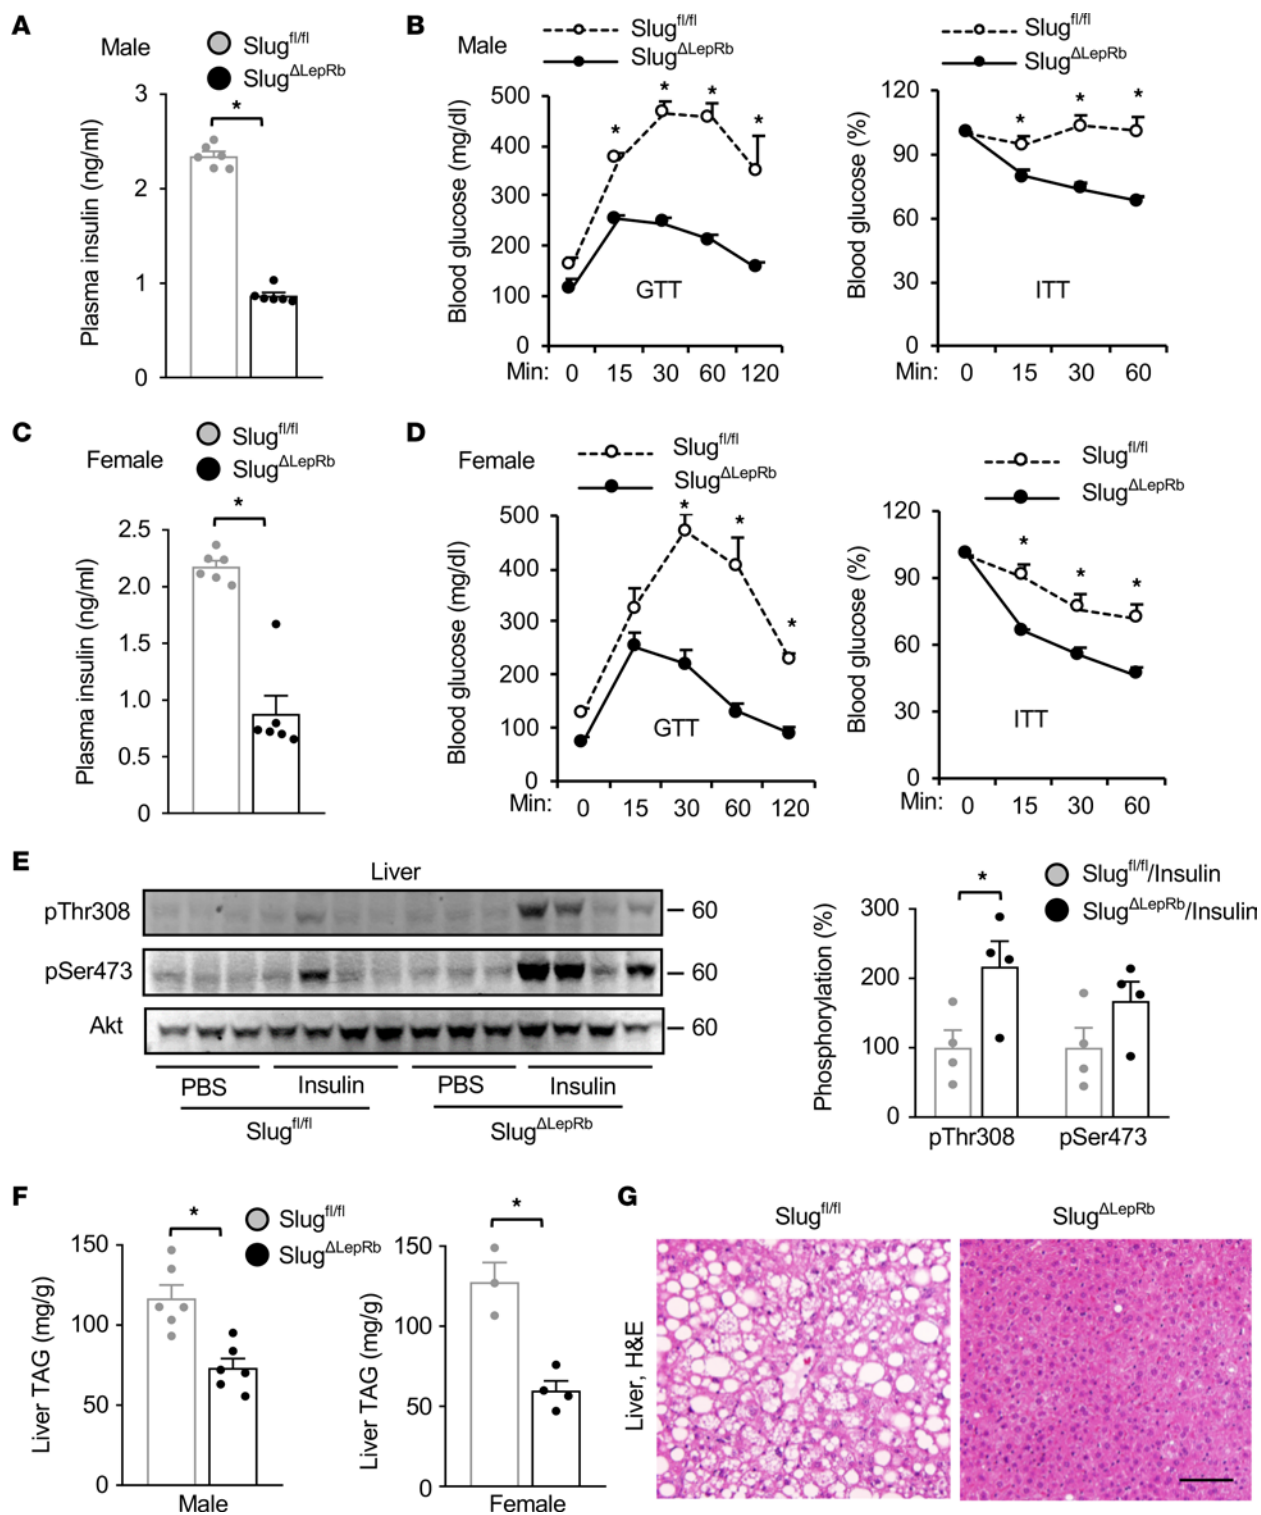 A
Male
Slug^fl/fl
Slug^ΔLepRb
*
Plasma insulin (ng/ml)
3
2
1
0
B
Male
Slug^fl/fl
Slug^ΔLepRb
Blood glucose (mg/dl)
500
400
300
200
100
0
* * * *
GTT
Min: 0 15 30 60 120
Slug^fl/fl
Slug^ΔLepRb
Blood glucose (%)
120
90
60
30
0
* * *
ITT
Min: 0 15 30 60
C
Female
Slug^fl/fl
Slug^ΔLepRb
*
Plasma insulin (ng/ml)
2.5
2.0
1.5
1.0
0.5
0
D
Female
Slug^fl/fl
Slug^ΔLepRb
Blood glucose (mg/dl)
500
400
300
200
100
0
* * *
GTT
Min: 0 15 30 60 120
Slug^fl/fl
Slug^ΔLepRb
Blood glucose (%)
120
90
60
30
0
* * *
ITT
Min: 0 15 30 60
E
Liver
pThr308 60
pSer473 60
Akt 60
PBS Insulin PBS Insulin
Slug^fl/fl Slug^ΔLepRb
Slug^fl/fl/Insulin
Slug^ΔLepRb/Insulin
*
Phosphorylation (%)
300
200
100
0
pThr308 pSer473
F
Slug^fl/fl
Slug^ΔLepRb
*
Liver TAG (mg/g)
150
100
50
0
Male
*
Liver TAG (mg/g)
150
100
50
0
Female
G
Slug^fl/fl Slug^ΔLepRb
Liver, H&E